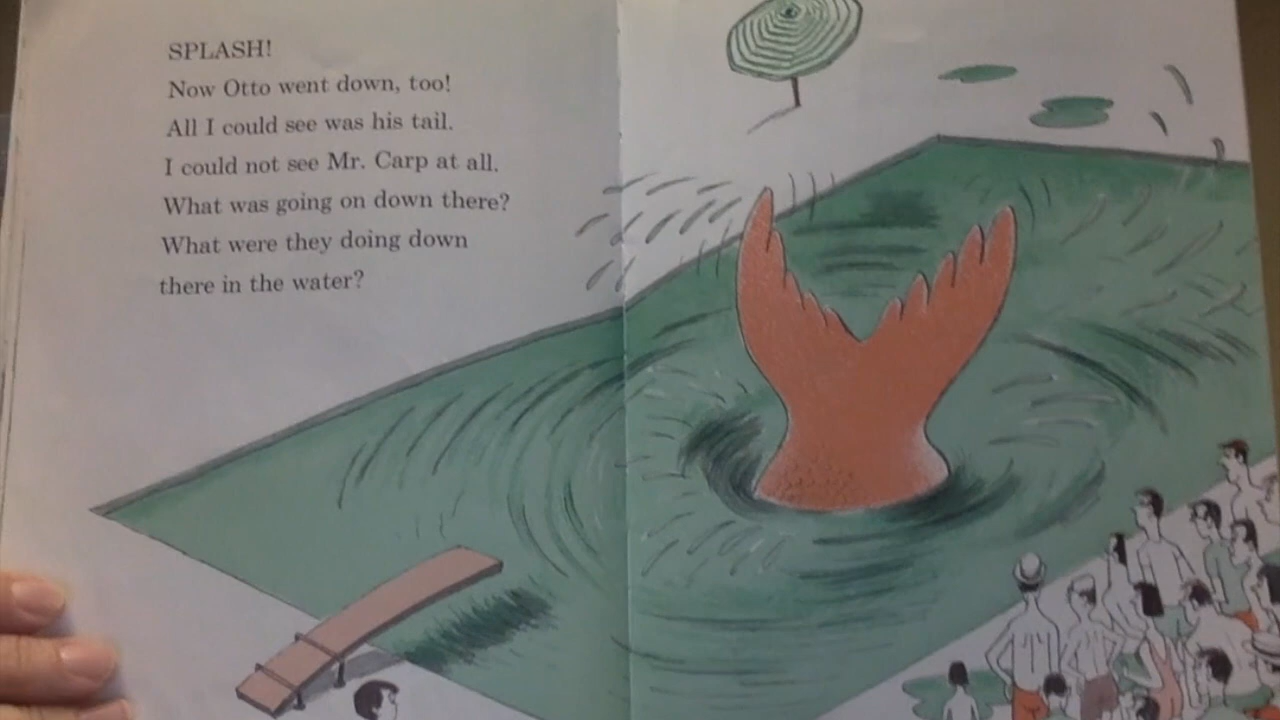 SPLASH!
Now Otto went down, too!
All I could see was his tail.
I could not see Mr. Carp at all.
What was going on down there?
What were they doing down
there in the water?